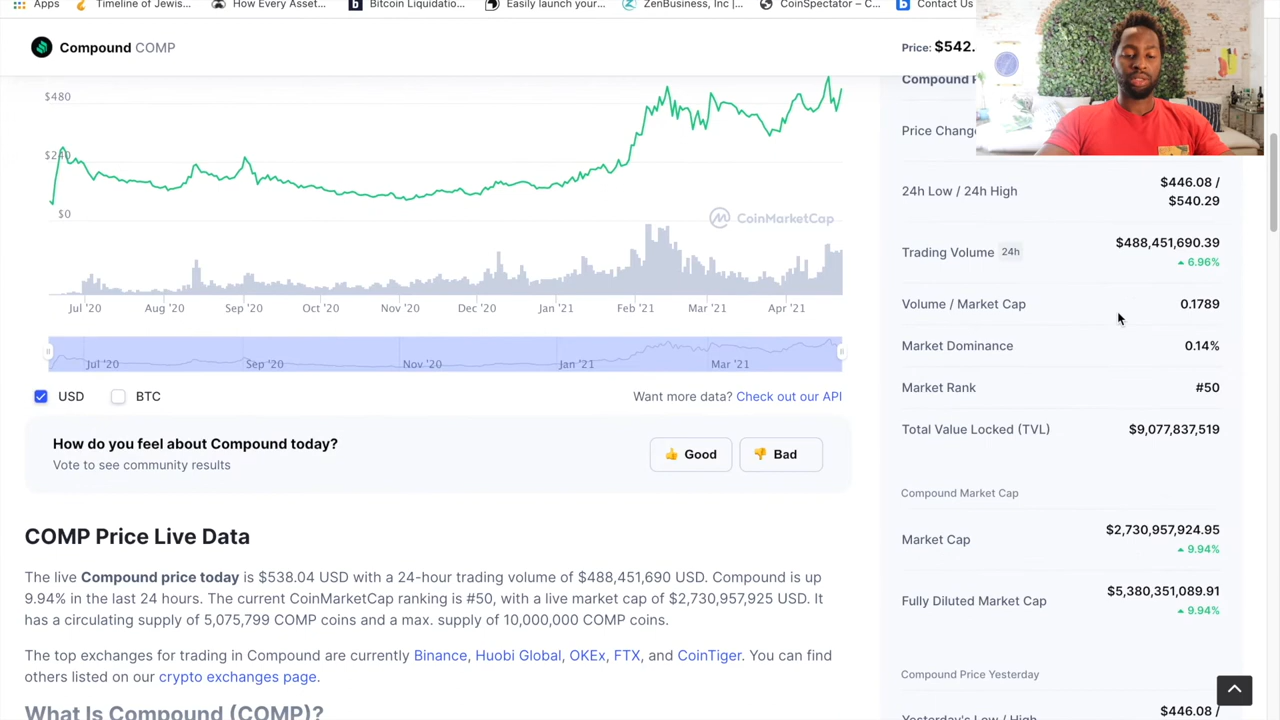 Apps Timeline of Jewis... How Every Asset... Bitcoin Liquidatio... Easily launch your... ZenBusiness, Inc |... CoinSpectator – C... Contact Us
Compound COMP
Price: $542.
$480
$240
$0
CoinMarketCap
Jul '20 Aug '20 Sep '20 Oct '20 Nov '20 Dec '20 Jan '21 Feb '21 Mar '21 Apr '21
Jul '20 Sep '20 Nov '20 Jan '21 Mar '21
USD BTC
Want more data? Check out our API
How do you feel about Compound today?
Vote to see community results
Good Bad
COMP Price Live Data
The live Compound price today is $538.04 USD with a 24-hour trading volume of $488,451,690 USD. Compound is up
9.94% in the last 24 hours. The current CoinMarketCap ranking is #50, with a live market cap of $2,730,957,925 USD. It
has a circulating supply of 5,075,799 COMP coins and a max. supply of 10,000,000 COMP coins.
The top exchanges for trading in Compound are currently Binance, Huobi Global, OKEx, FTX, and CoinTiger. You can find
others listed on our crypto exchanges page.
What Is Compound (COMP)?
Compound P
Price Chang
24h Low / 24h High
$446.08 /
$540.29
Trading Volume 24h
$488,451,690.39
6.96%
Volume / Market Cap 0.1789
Market Dominance 0.14%
Market Rank #50
Total Value Locked (TVL) $9,077,837,519
Compound Market Cap
Market Cap
$2,730,957,924.95
9.94%
Fully Diluted Market Cap
$5,380,351,089.91
9.94%
Compound Price Yesterday
Yesterday's Low / High
$446.08 /